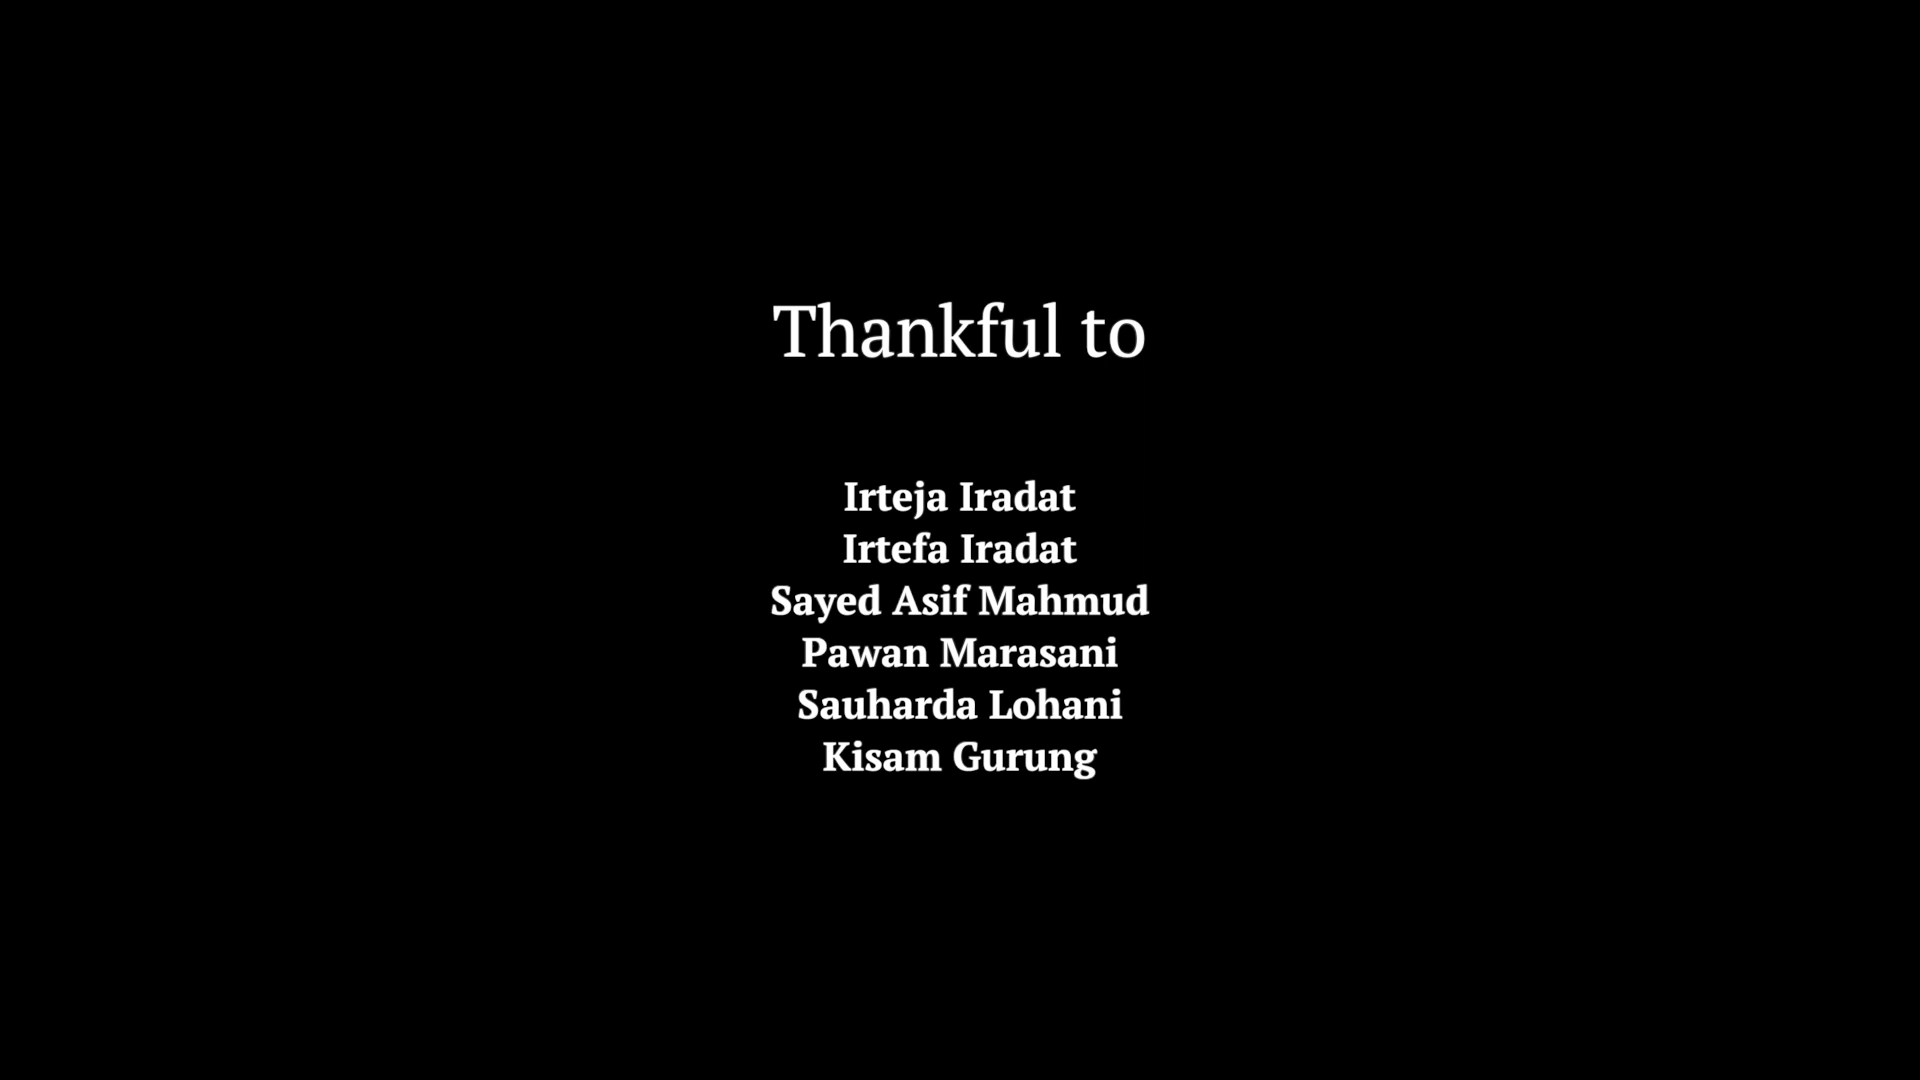 Thankful to
Irteja Iradat
Irtefa Iradat
Sayed Asif Mahmud
Pawan Marasani
Sauharda Lohani
Kisam Gurung